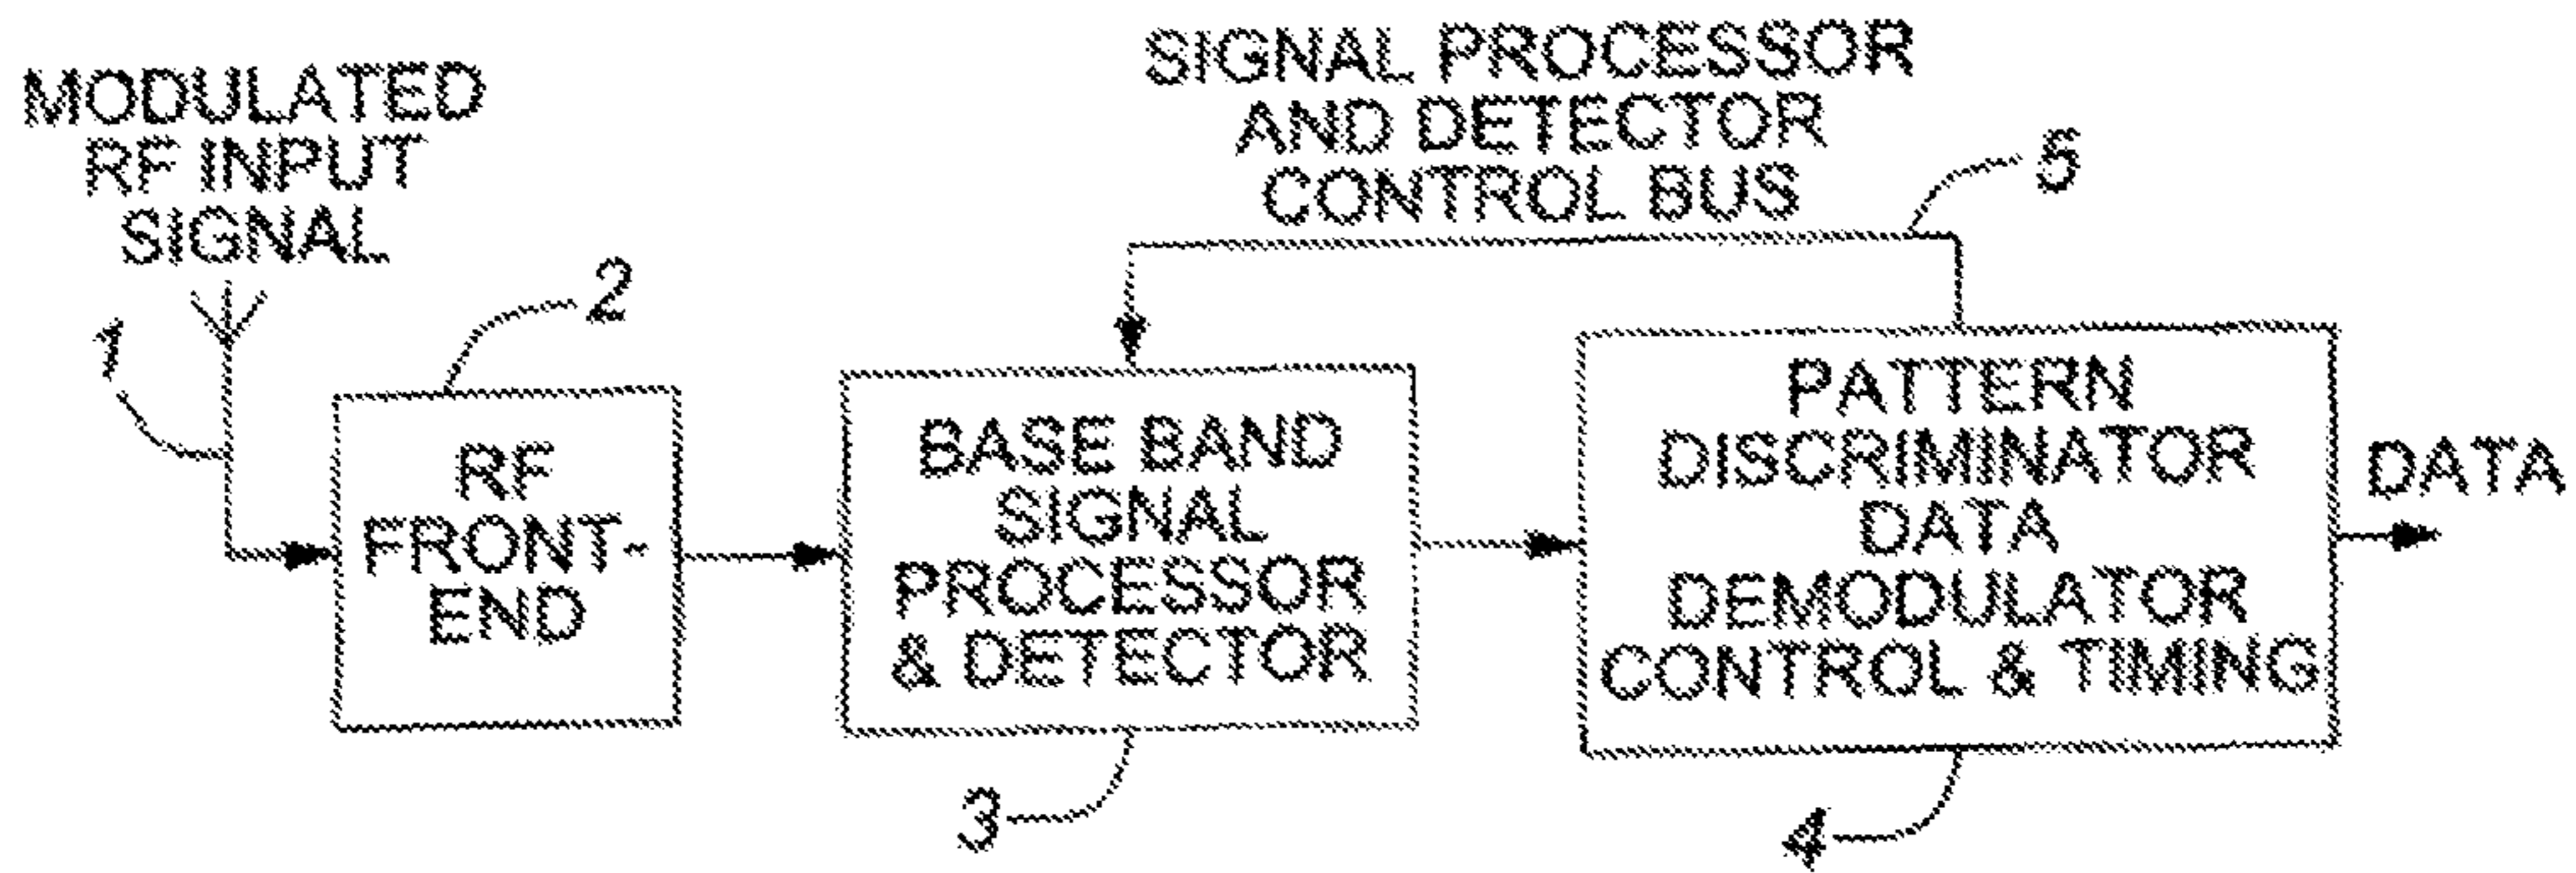 MODULATED
RF INPUT
SIGNAL
1
2
RF
FRONT-
END
SIGNAL PROCESSOR
AND DETECTOR
CONTROL BUS
5
BASE BAND
SIGNAL
PROCESSOR
& DETECTOR
3
PATTERN
DISCRIMINATOR
DATA
DEMODULATOR
CONTROL & TIMING
4
DATA